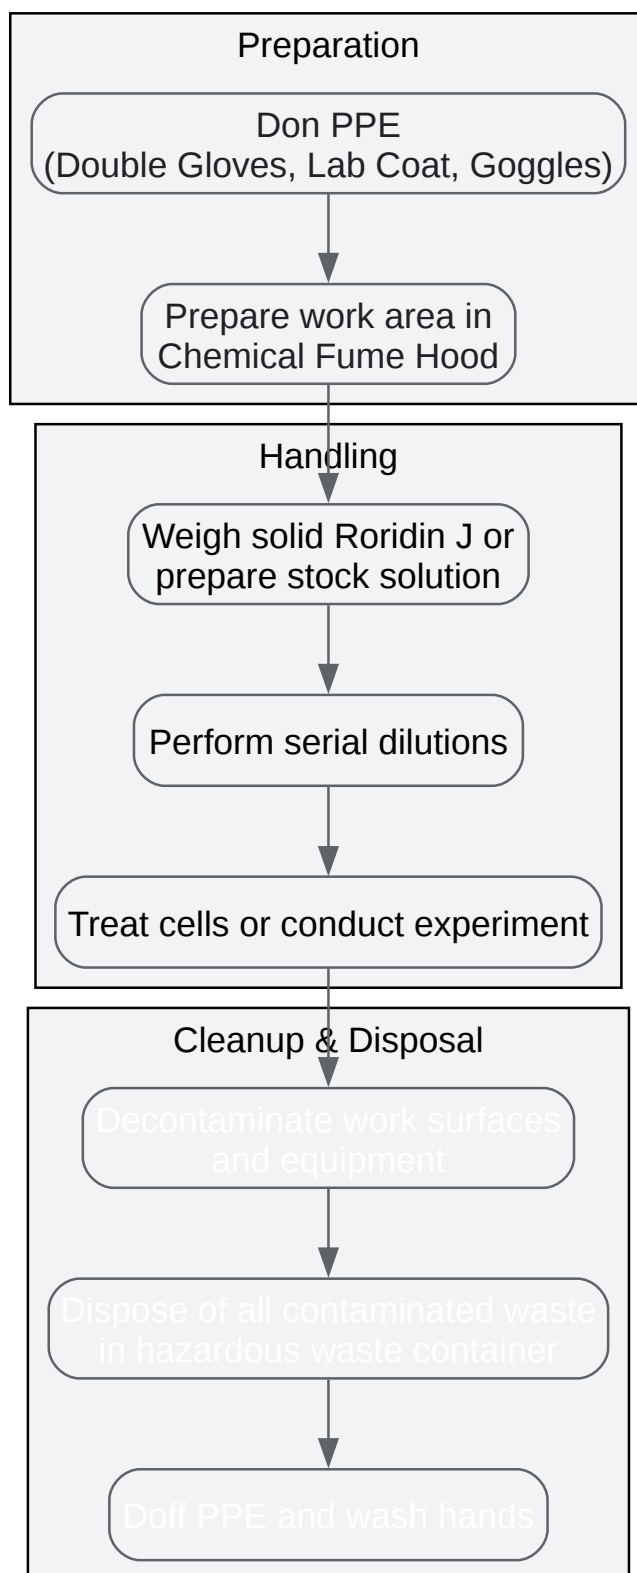 Preparation
Don PPE
(Double Gloves, Lab Coat, Goggles)
Prepare work area in
Chemical Fume Hood
Handling
Weigh solid Roridin J or
prepare stock solution
Perform serial dilutions
Treat cells or conduct experiment
Cleanup & Disposal
Decontaminate work surfaces
and equipment
Dispose of all contaminated waste
in hazardous waste container
Doff PPE and wash hands